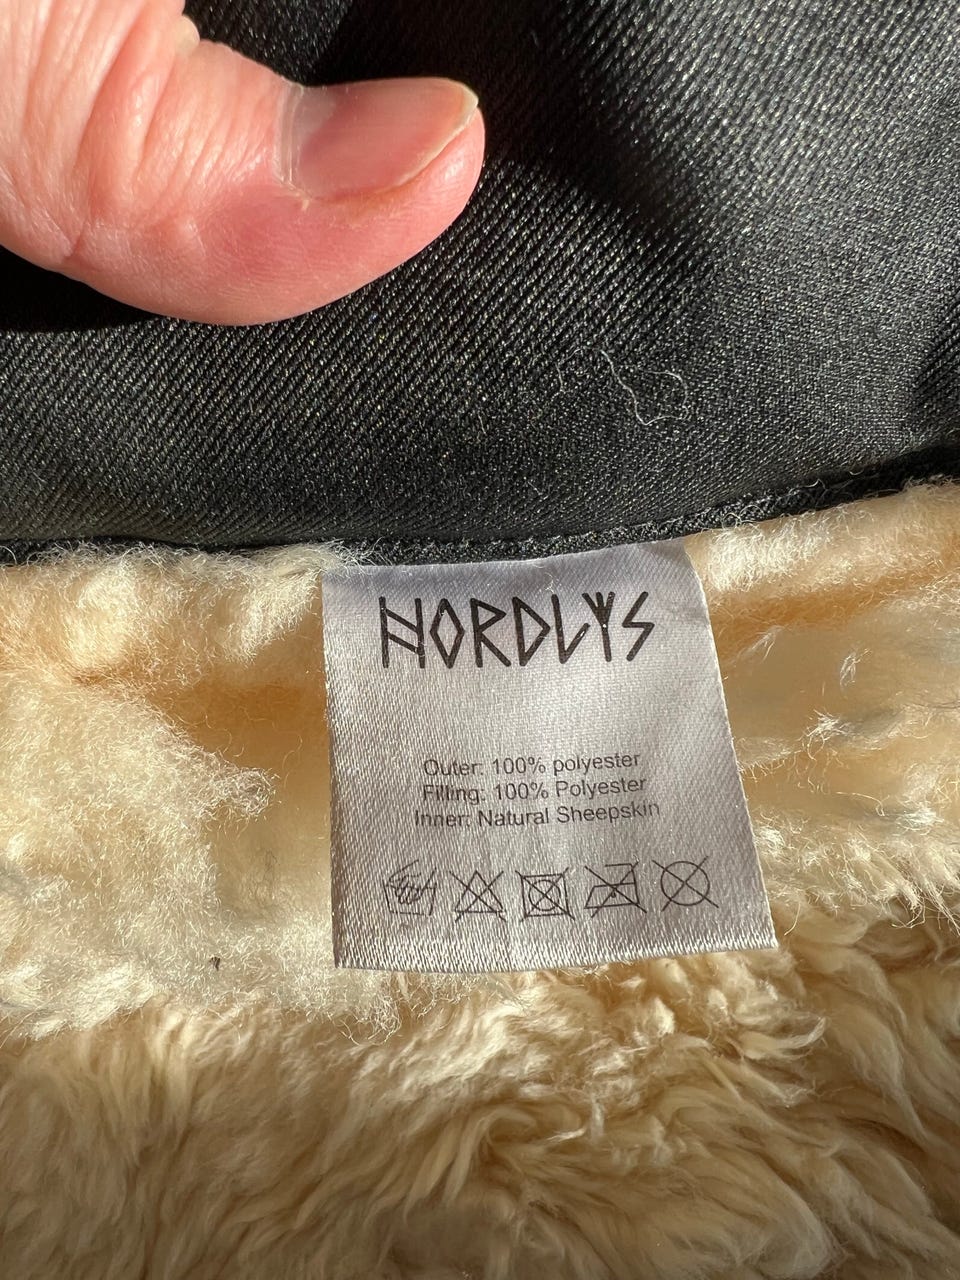 NORDLYS
Outer: 100% polyester
Filling: 100% Polyester
Inner: Natural Sheepskin